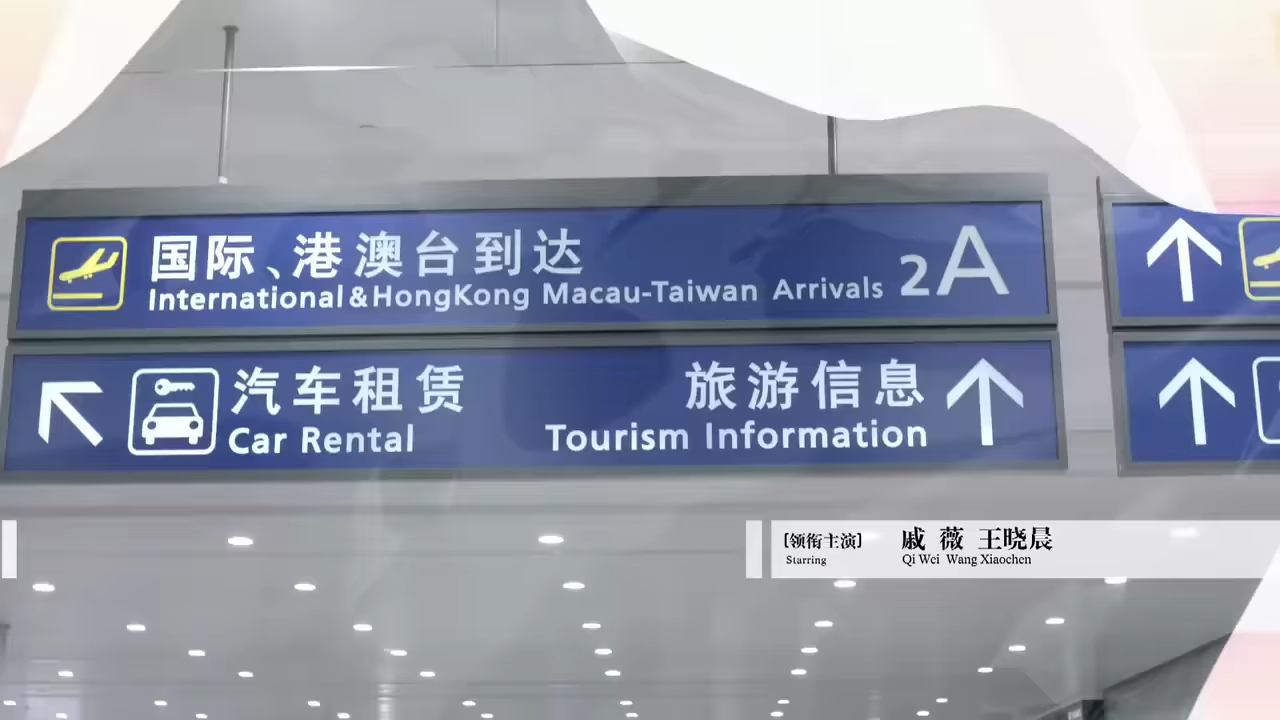 国际、港澳台到达
International&HongKong Macau-Taiwan Arrivals
2A
汽车租赁
Car Rental
旅游信息
Tourism Information
[领衔主演]
Starring
戚 薇 王晓晨
Qi Wei Wang Xiaochen